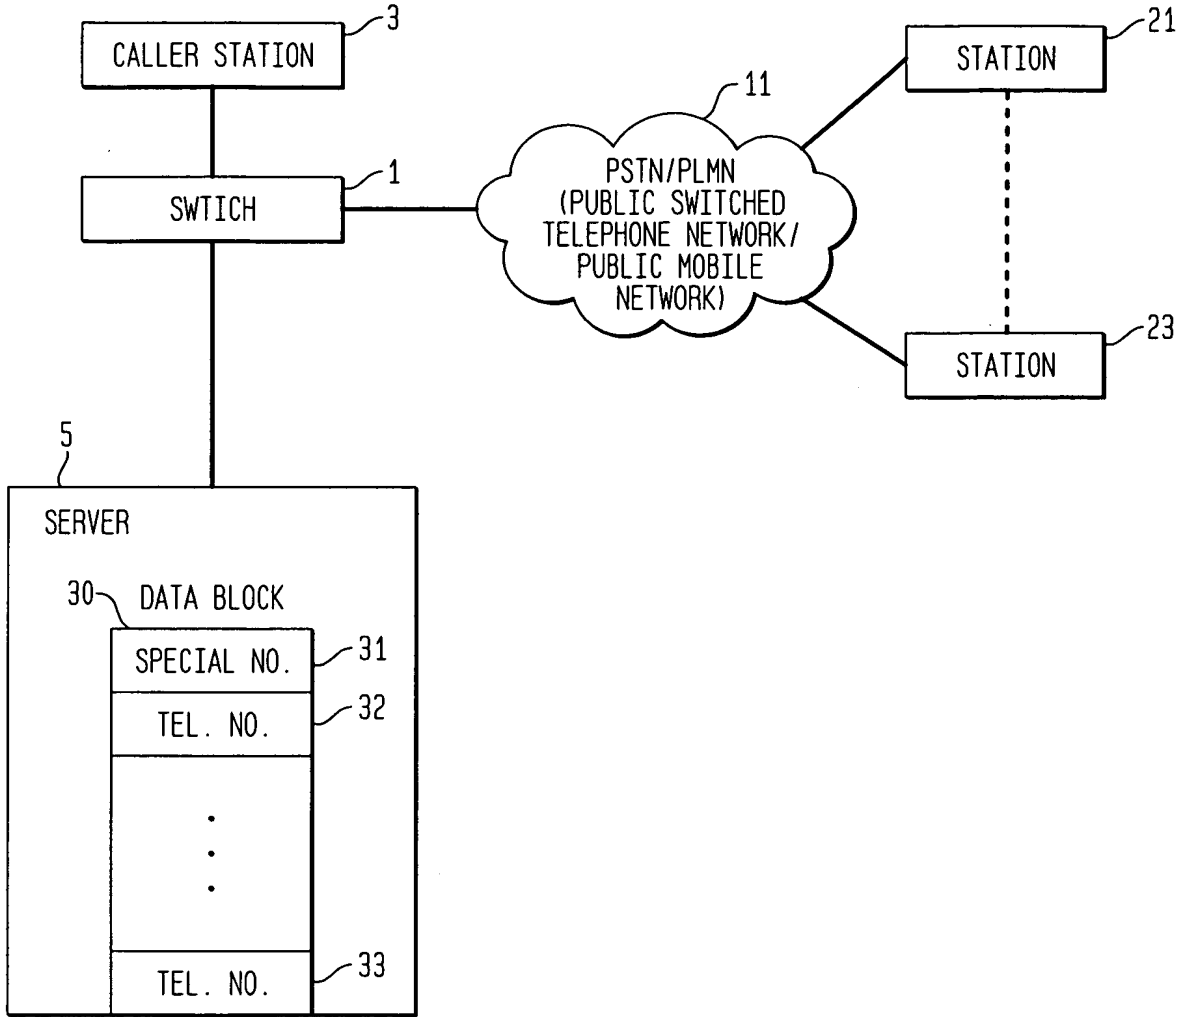 3
CALLER STATION
1
SWTICH
11
PSTN/PLMN
(PUBLIC SWITCHED
TELEPHONE NETWORK/
PUBLIC MOBILE
NETWORK)
21
STATION
23
STATION
5
SERVER
30
DATA BLOCK
SPECIAL NO.
31
TEL. NO.
32
TEL. NO.
33